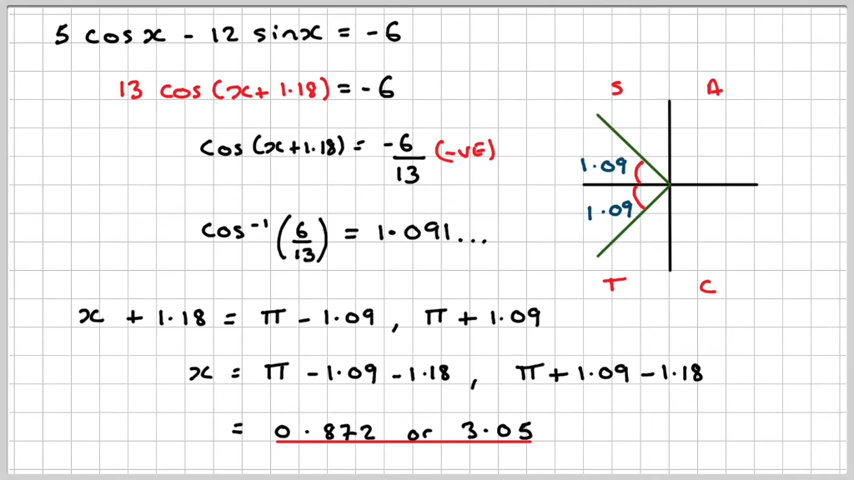 5 cosx - 12 sinx = -6
13 cos(x+1.18) = -6
cos(x+1.18) = -6/13 (-VE)
cos⁻¹(6/13) = 1.091...
x + 1.18 = π - 1.09, π + 1.09
x = π - 1.09 - 1.18, π + 1.09 - 1.18
= 0.872 or 3.05
S A
1.09
1.09
T C